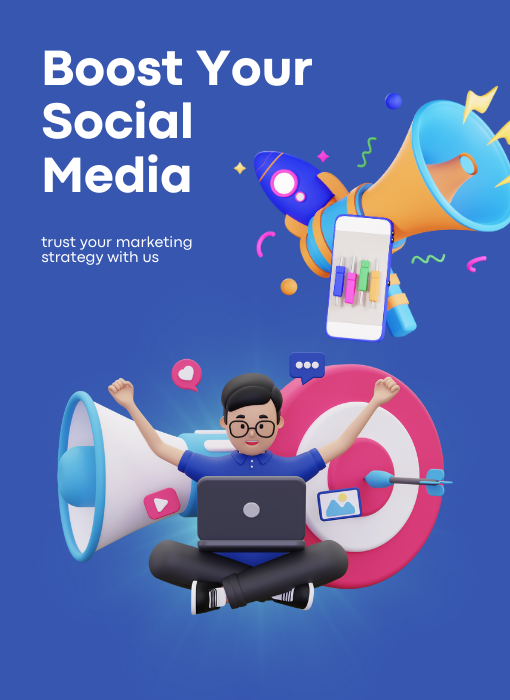 Boost Your
Social
Media
trust your marketing
strategy with us